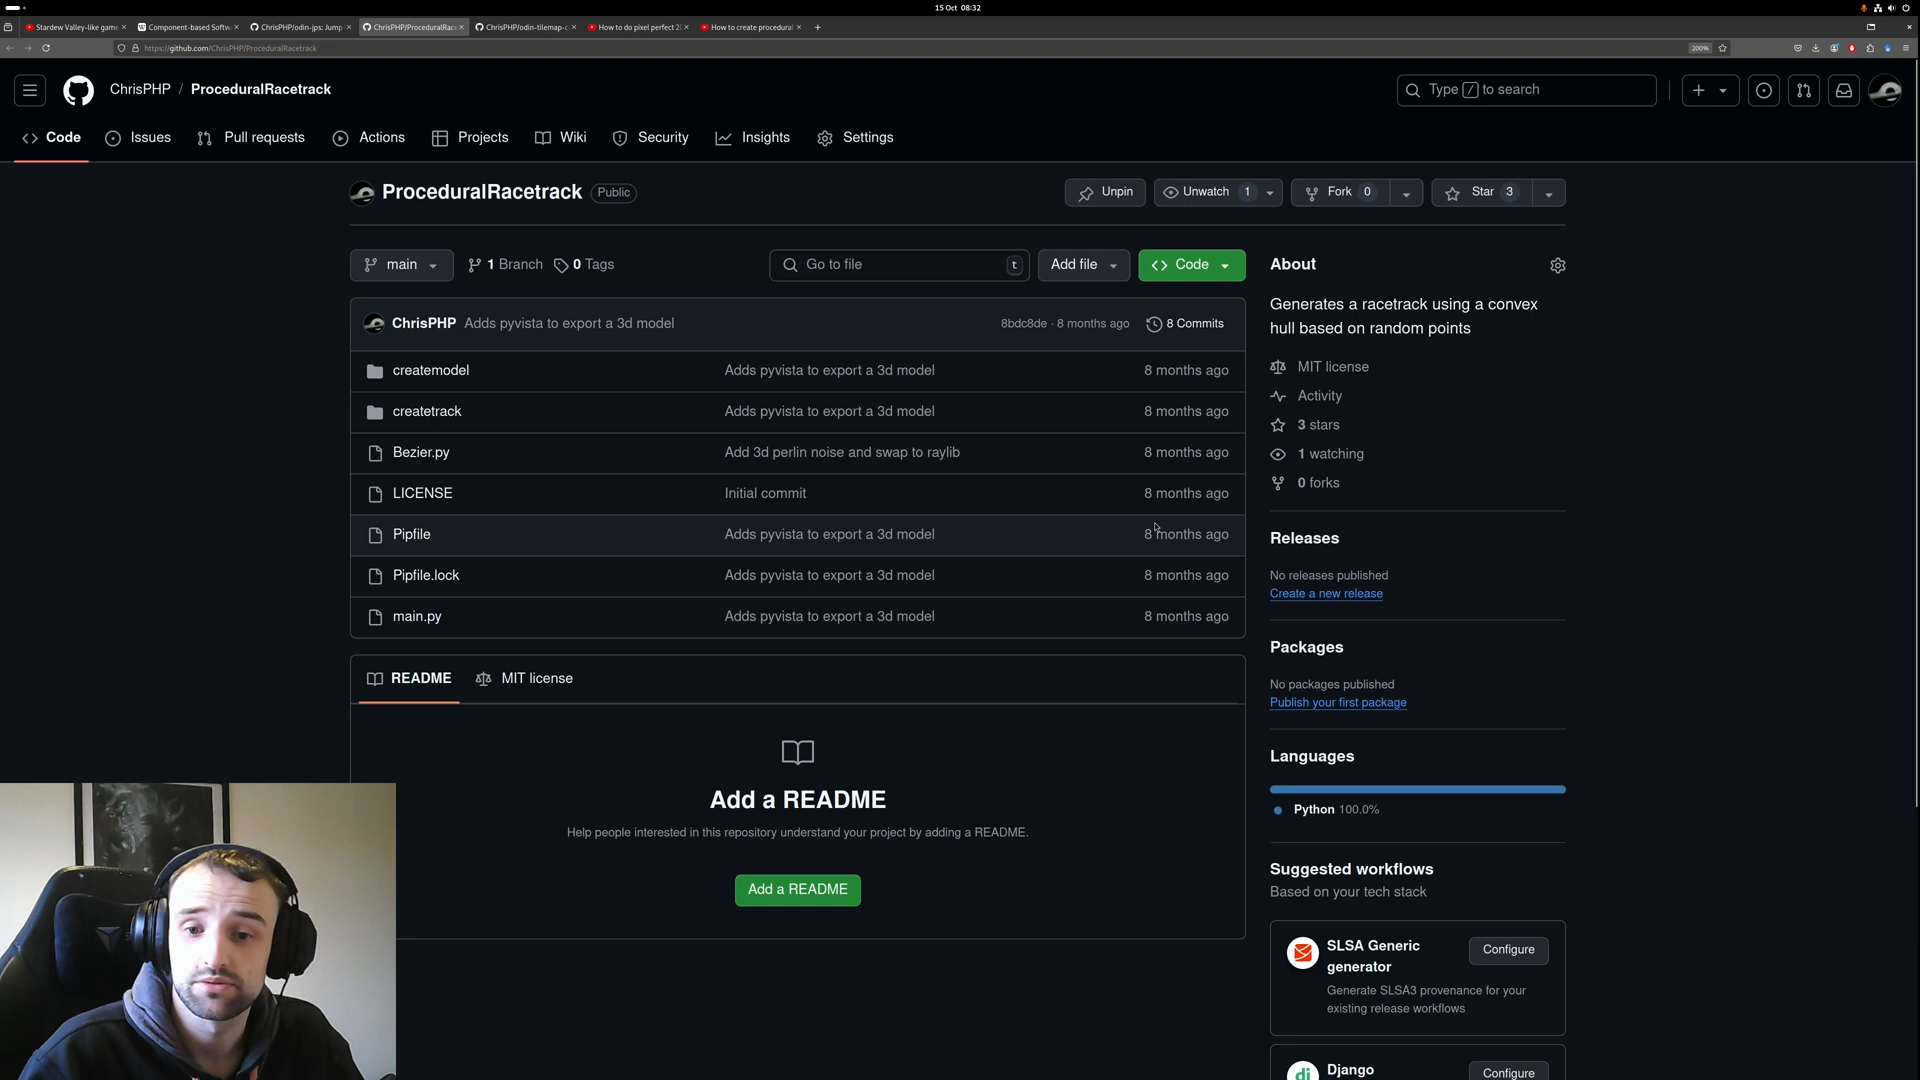 15 Oct 08:32
Stardew Valley-like game
Component-based Softw
ChrisPHP/odin-jps: Jump
ChrisPHP/ProceduralRace
ChrisPHP/odin-tilemap-c
How to do pixel perfect 2
How to create procedural
https://github.com/ChrisPHP/ProceduralRacetrack
200%
ChrisPHP / ProceduralRacetrack
Type / to search
Code
Issues
Pull requests
Actions
Projects
Wiki
Security
Insights
Settings
ProceduralRacetrack Public
Unpin
Unwatch 1
Fork 0
Star 3
main
1 Branch
0 Tags
Go to file t
Add file
Code
ChrisPHP Adds pyvista to export a 3d model 8bdc8de · 8 months ago 8 Commits
createmodel Adds pyvista to export a 3d model 8 months ago
createtrack Adds pyvista to export a 3d model 8 months ago
Bezier.py Add 3d perlin noise and swap to raylib 8 months ago
LICENSE Initial commit 8 months ago
Pipfile Adds pyvista to export a 3d model 8 months ago
Pipfile.lock Adds pyvista to export a 3d model 8 months ago
main.py Adds pyvista to export a 3d model 8 months ago
README
MIT license
Add a README
Help people interested in this repository understand your project by adding a README.
Add a README
About
Generates a racetrack using a convex
hull based on random points
MIT license
Activity
3 stars
1 watching
0 forks
Releases
No releases published
Create a new release
Packages
No packages published
Publish your first package
Languages
Python 100.0%
Suggested workflows
Based on your tech stack
SLSA Generic
generator
Configure
Generate SLSA3 provenance for your
existing release workflows
dj
Django
Configure